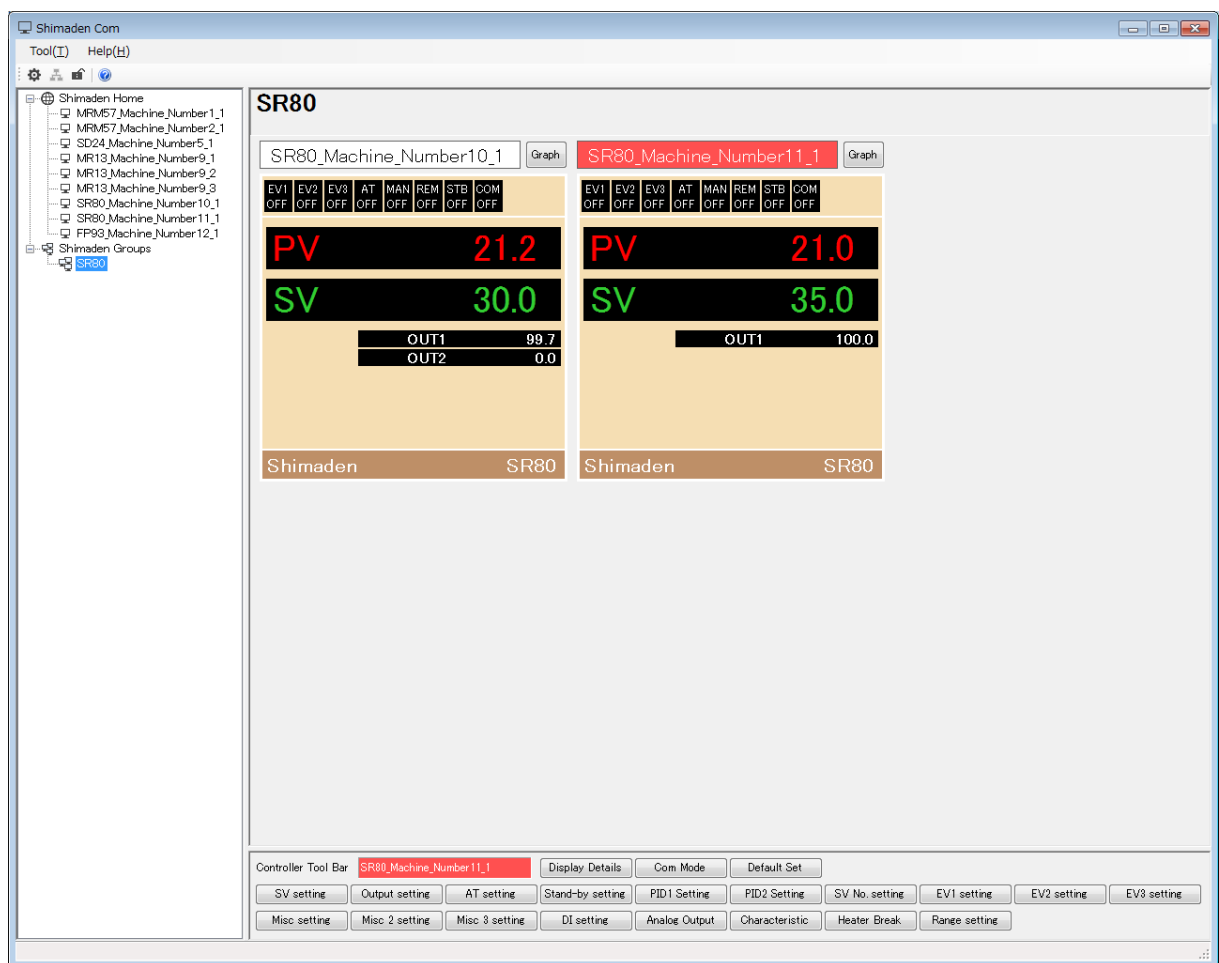 Shimaden Com
Tool(T) Help(H)
Shimaden Home
MRM57_Machine_Number1_1
MRM57_Machine_Number2_1
SD24_Machine_Number5_1
MR13_Machine_Number9_1
MR13_Machine_Number9_2
MR13_Machine_Number9_3
SR80_Machine_Number10_1
SR80_Machine_Number11_1
FP93_Machine_Number12_1
Shimaden Groups
SR80
SR80
SR80_Machine_Number10_1 Graph
EV1 EV2 EV3 AT MAN REM STB COM
OFF OFF OFF OFF OFF OFF OFF OFF
PV 21.2
SV 30.0
OUT1 99.7
OUT2 0.0
Shimaden SR80
SR80_Machine_Number11_1 Graph
EV1 EV2 EV3 AT MAN REM STB COM
OFF OFF OFF OFF OFF OFF OFF OFF
PV 21.0
SV 35.0
OUT1 100.0
Shimaden SR80
Controller Tool Bar SR80_Machine_Number11_1 Display Details Com Mode Default Set
SV setting Output setting AT setting Stand-by setting PID1 Setting PID2 Setting SV No. setting EV1 setting EV2 setting EV3 setting
Misc setting Misc 2 setting Misc 3 setting DI setting Analog Output Characteristic Heater Break Range setting